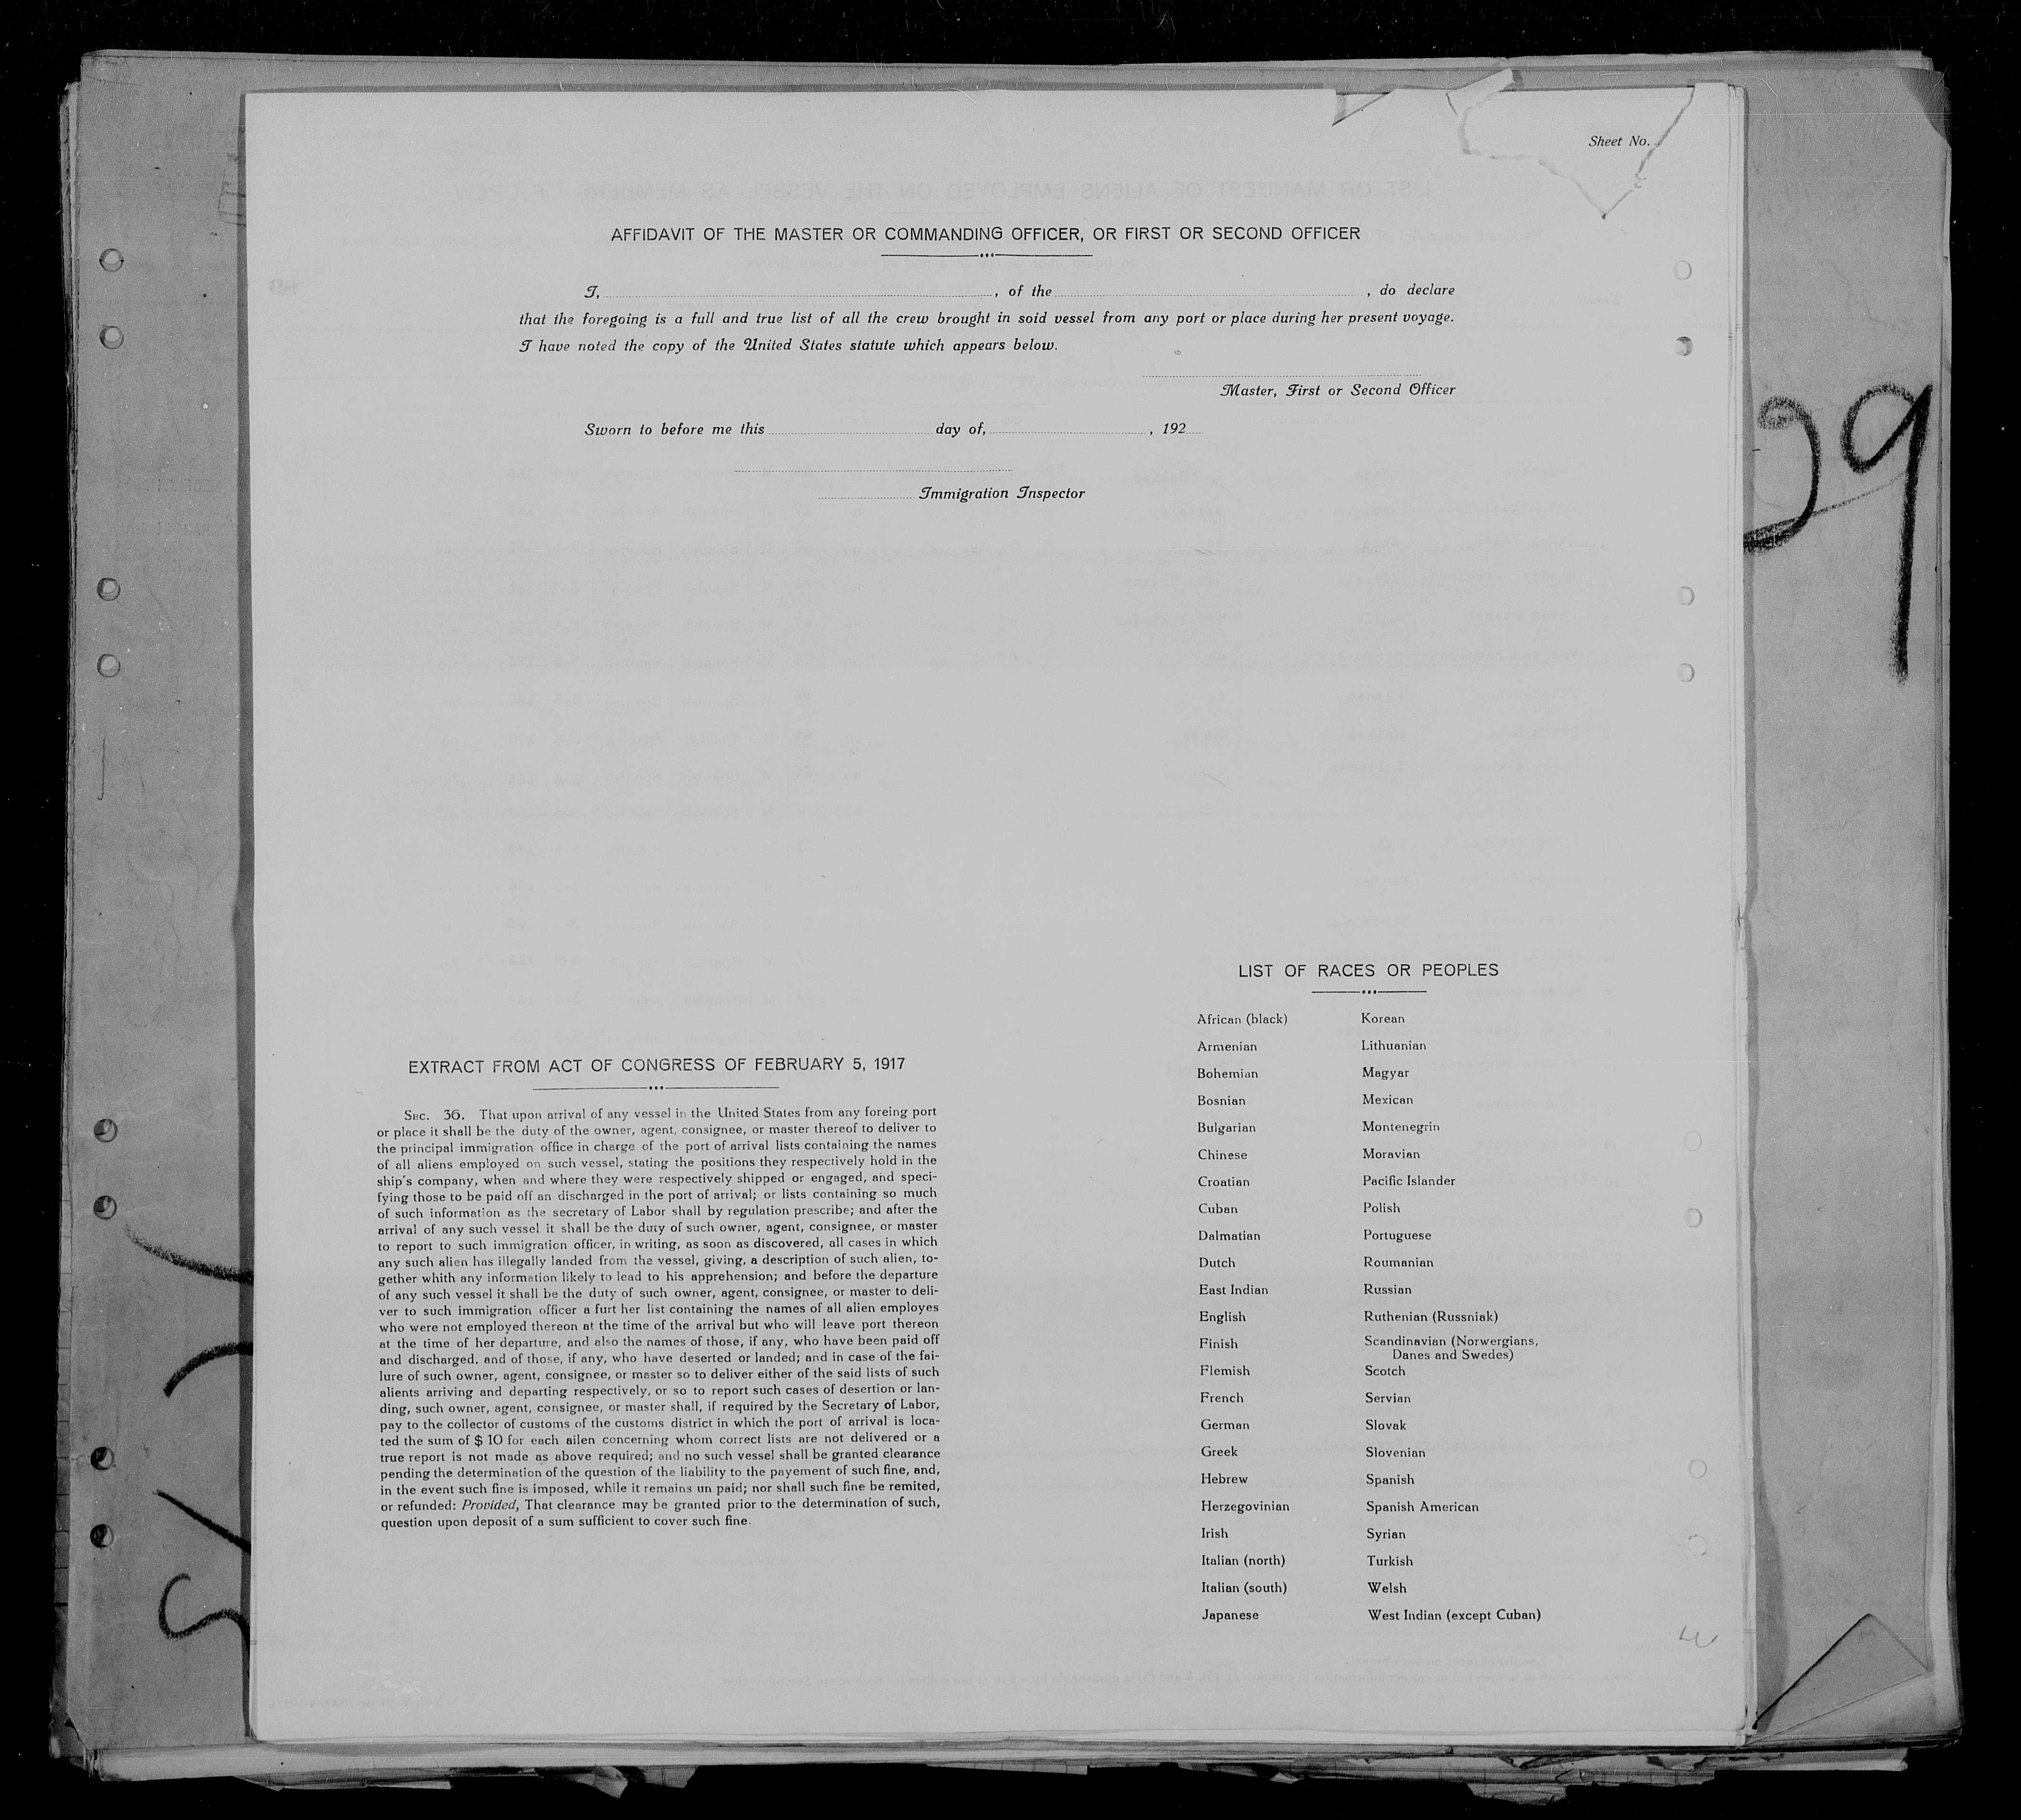 Sheet No.
AFFIDAVIT OF THE MASTER OR COMMANDING OFFICER, OR FIRST OR SECOND OFFICER
I, , of the , do declare
that the foregoing is a full and true list of all the crew brought in soid vessel from any port or place during her present voyage.
I have noted the copy of the United States statute which appears below.
Master, First or Second Officer
Sworn to before me this day of, , 192
Immigration Inspector
99
EXTRACT FROM ACT OF CONGRESS OF FEBRUARY 5, 1917
SEC. 36. That upon arrival of any vessel in the United States from any foreing port
or place it shall be the duty of the owner, agent, consignee, or master thereof to deliver to
the principal immigration office in charge of the port of arrival lists containing the names
of all aliens employed on such vessel, stating the positions they respectively hold in the
ship's company, when and where they were respectively shipped or engaged, and speci-
fying those to be paid off an discharged in the port of arrival; or lists containing so much
of such information as the secretary of Labor shall by regulation prescribe; and after the
arrival of any such vessel it shall be the duty of such owner, agent, consignee, or master
to report to such immigration officer, in writing, as soon as discovered, all cases in which
any such alien has illegally landed from the vessel, giving, a description of such alien, to-
gether whith any information likely to lead to his apprehension; and before the departure
of any such vessel it shall be the duty of such owner, agent, consignee, or master to deli-
ver to such immigration officer a furt her list containing the names of all alien employes
who were not employed thereon at the time of the arrival but who will leave port thereon
at the time of her departure, and also the names of those, if any, who have been paid off
and discharged. and of those, if any, who have deserted or landed; and in case of the fai-
lure of such owner, agent, consignee, or master so to deliver either of the said lists of such
alients arriving and departing respectively, or so to report such cases of desertion or lan-
ding, such owner, agent, consignee, or master shall, if required by the Secretary of Labor,
pay to the collector of customs of the customs district in which the port of arrival is loca-
ted the sum of $ 10 for each ailen concerning whom correct lists are not delivered or a
true report is not made as above required; and no such vessel shall be granted clearance
pending the determination of the question of the liability to the payement of such fine, and,
in the event such fine is imposed, while it remains un paid; nor shall such fine be remited,
or refunded: Provided, That clearance may be granted prior to the determination of such,
question upon deposit of a sum sufficient to cover such fine.
LIST OF RACES OR PEOPLES
African (black)
Armenian
Bohemian
Bosnian
Bulgarian
Chinese
Croatian
Cuban
Dalmatian
Dutch
East Indian
English
Finish
Flemish
French
German
Greek
Hebrew
Herzegovinian
Irish
Italian (north)
Italian (south)
Japanese
Korean
Lithuanian
Magyar
Mexican
Montenegrin
Moravian
Pacific Islander
Polish
Portuguese
Roumanian
Russian
Ruthenian (Russniak)
Scandinavian (Norwergians,
Danes and Swedes)
Scotch
Servian
Slovak
Slovenian
Spanish
Spanish American
Syrian
Turkish
Welsh
West Indian (except Cuban)